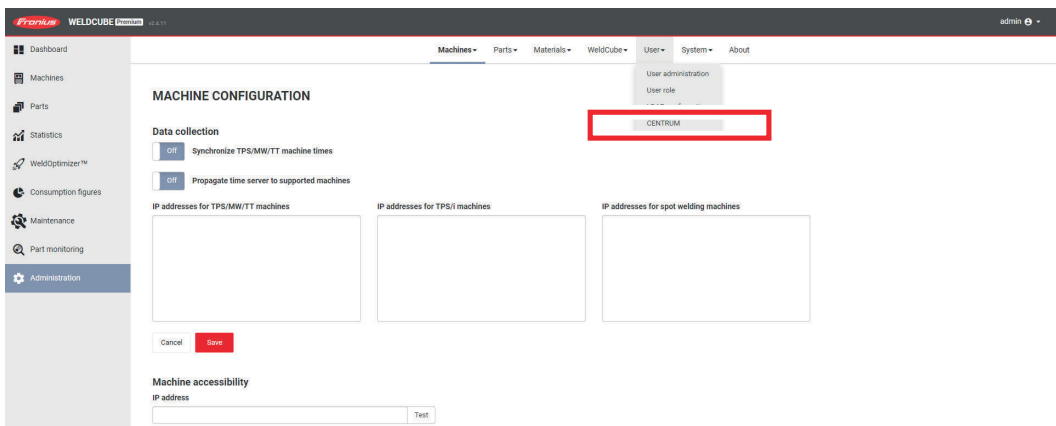 Fronius WELDCUBE Premium v2.4.11
admin
Dashboard
Machines
Parts
Statistics
WeldOptimizer™
Consumption figures
Maintenance
Part monitoring
Administration
Machines Parts Materials WeldCube User System About
User administration
User role
CENTRUM
MACHINE CONFIGURATION
Data collection
Off Synchronize TPS/MW/TT machine times
Off Propagate time server to supported machines
IP addresses for TPS/MW/TT machines IP addresses for TPS/i machines IP addresses for spot welding machines
Cancel Save
Machine accessibility
IP address
Test